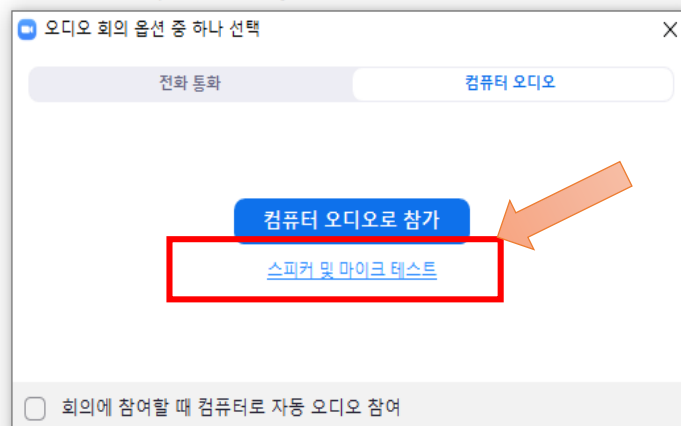 오디오 회의 옵션 중 하나 선택
전화 통화
컴퓨터 오디오
컴퓨터 오디오로 참가
스피커 및 마이크 테스트
회의에 참여할 때 컴퓨터로 자동 오디오 참여